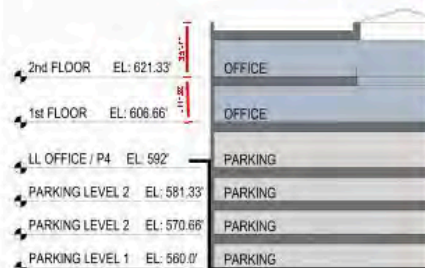 2nd FLOOR EL: 621.33' OFFICE
1st FLOOR EL: 606.66' OFFICE
LL OFFICE / P4 EL: 592' PARKING
PARKING LEVEL 2 EL: 581.33' PARKING
PARKING LEVEL 2 EL: 570.66' PARKING
PARKING LEVEL 1 EL: 560.0' PARKING